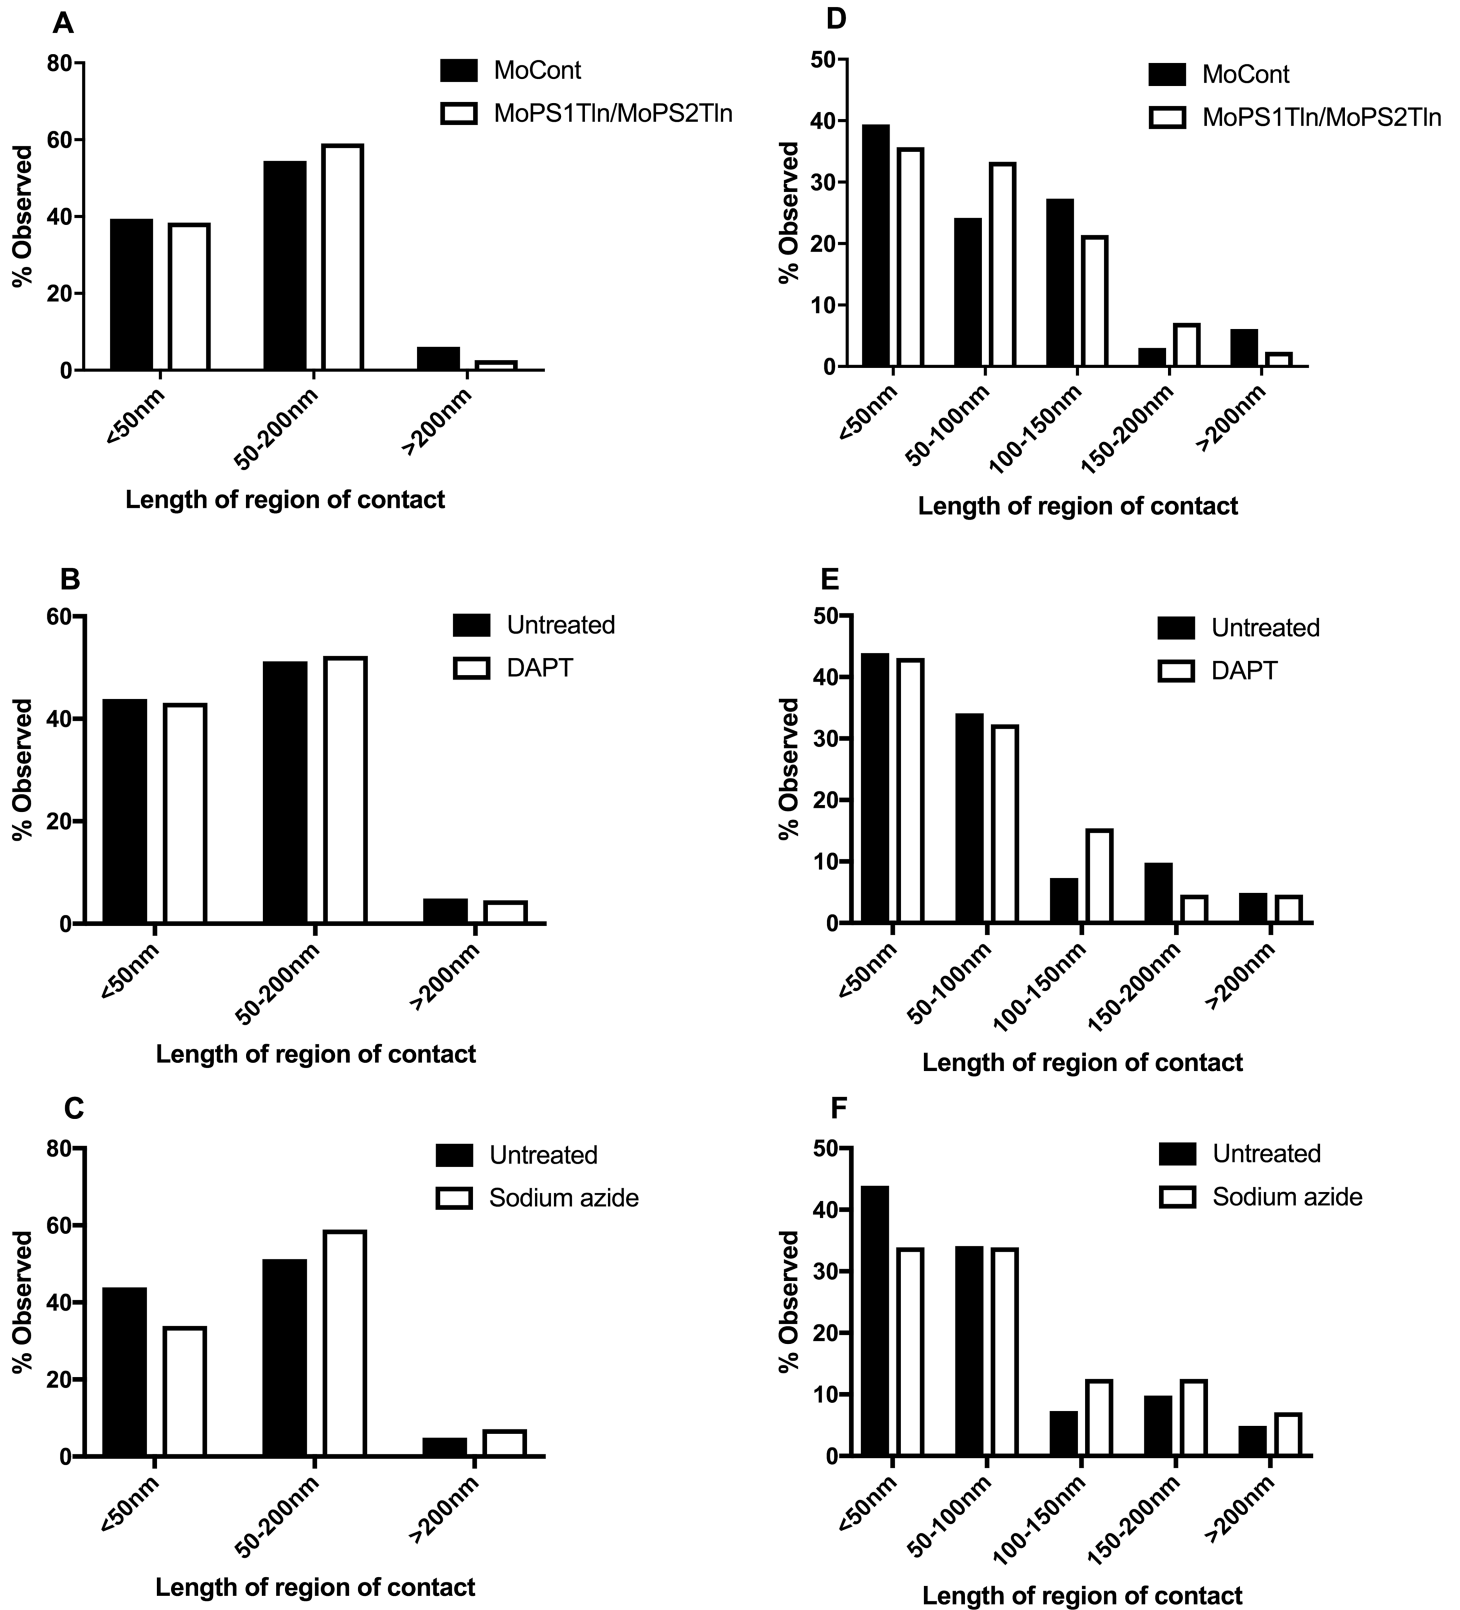 A
% Observed
80
60
40
20
0
MoCont
MoPS1Tln/MoPS2Tln
<50nm
50-200nm
>200nm
Length of region of contact
D
% Observed
50
40
30
20
10
0
MoCont
MoPS1Tln/MoPS2Tln
<50nm
50-100nm
100-150nm
150-200nm
>200nm
Length of region of contact
B
% Observed
60
40
20
0
Untreated
DAPT
<50nm
50-200nm
>200nm
Length of region of contact
E
% Observed
50
40
30
20
10
0
Untreated
DAPT
<50nm
50-100nm
100-150nm
150-200nm
>200nm
Length of region of contact
C
% Observed
80
60
40
20
0
Untreated
Sodium azide
<50nm
50-200nm
>200nm
Length of region of contact
F
% Observed
50
40
30
20
10
0
Untreated
Sodium azide
<50nm
50-100nm
100-150nm
150-200nm
>200nm
Length of region of contact